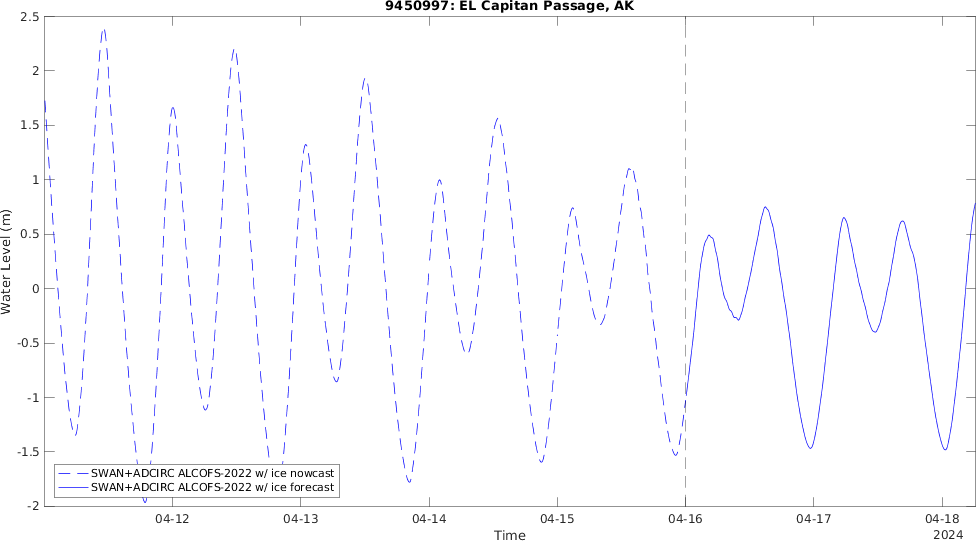 9450997: EL Capitan Passage, AK
2.5
2
1.5
1
0.5
0
-0.5
-1
-1.5
-2
Water Level (m)
SWAN+ADCIRC ALCOFS-2022 w/ ice nowcast
SWAN+ADCIRC ALCOFS-2022 w/ ice forecast
04-12 04-13 04-14 04-15 04-16 04-17 04-18
Time
2024